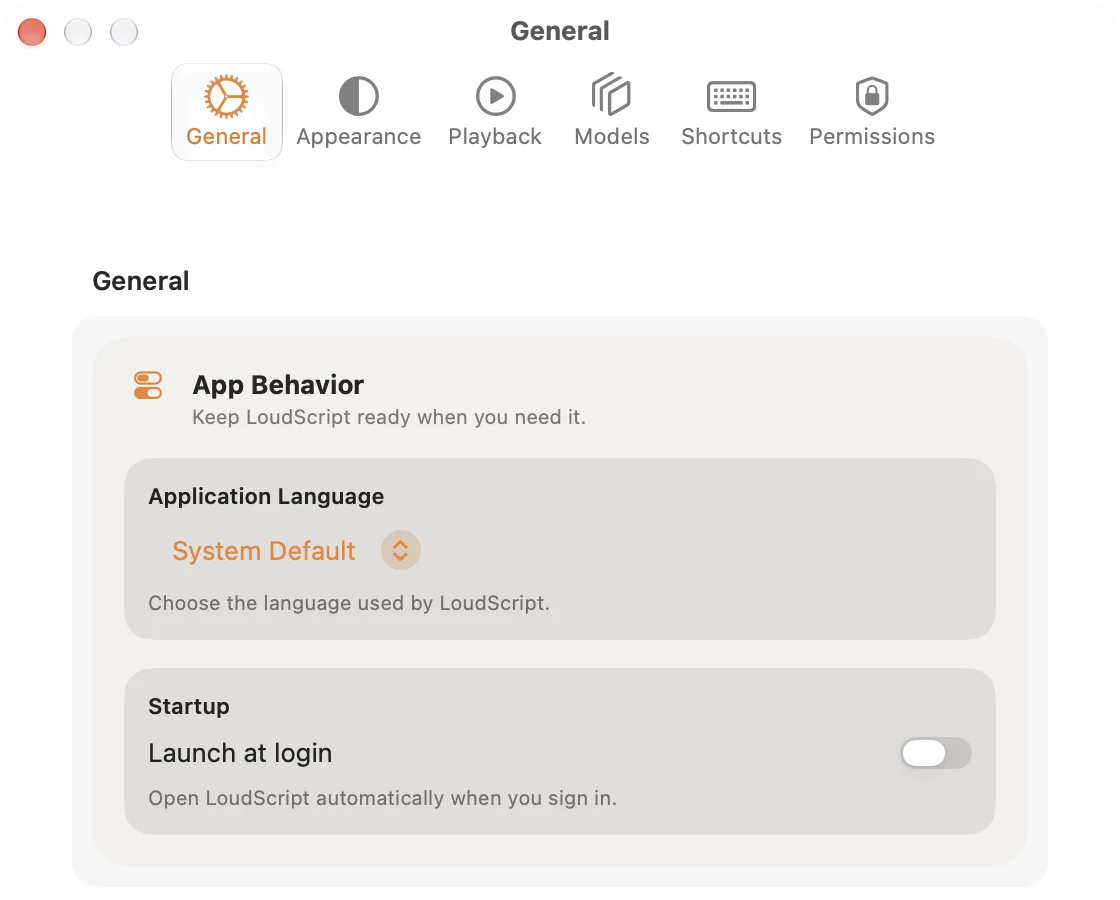 General
General
Appearance
Playback
Models
Shortcuts
Permissions
General
App Behavior
Keep LoudScript ready when you need it.
Application Language
System Default
Choose the language used by LoudScript.
Startup
Launch at login
Open LoudScript automatically when you sign in.